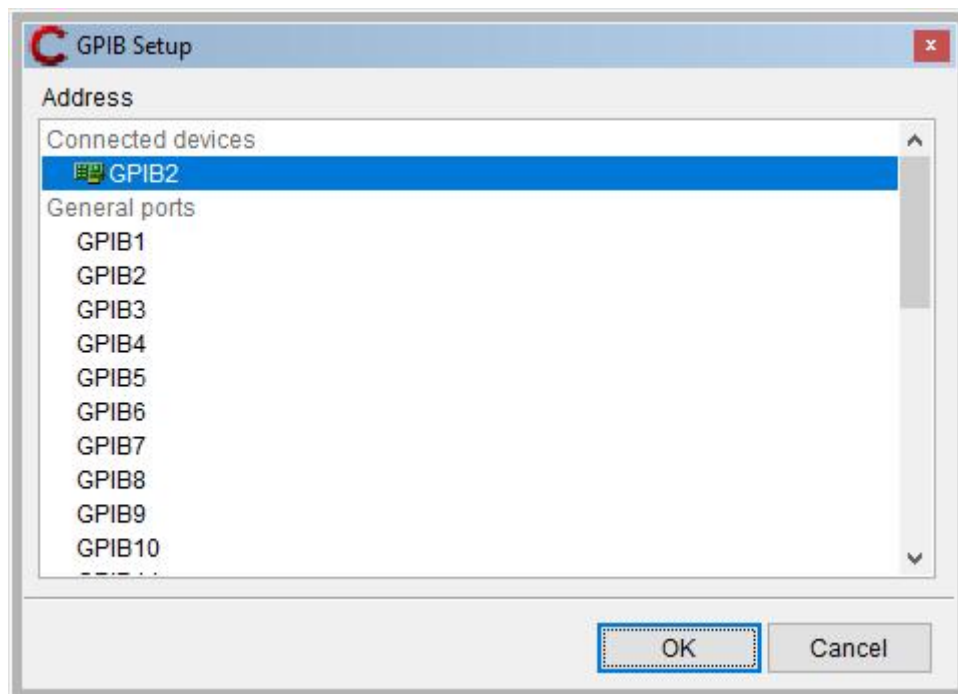 GPIB Setup
Address
Connected devices
GPIB2
General ports
GPIB1
GPIB2
GPIB3
GPIB4
GPIB5
GPIB6
GPIB7
GPIB8
GPIB9
GPIB10
OK
Cancel